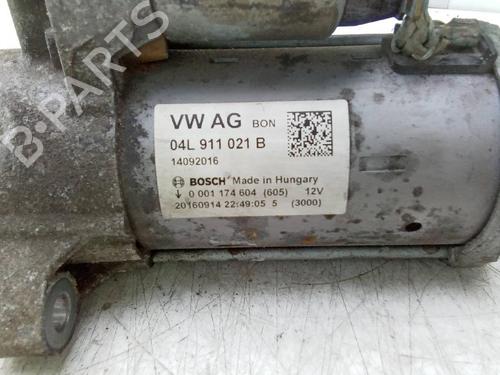 B-PARTS
VW AG BON
04L 911 021 B
14092016
BOSCH Made in Hungary
0 001 174 604 (605) 12V
20160914 22:49:05 5 (3000)